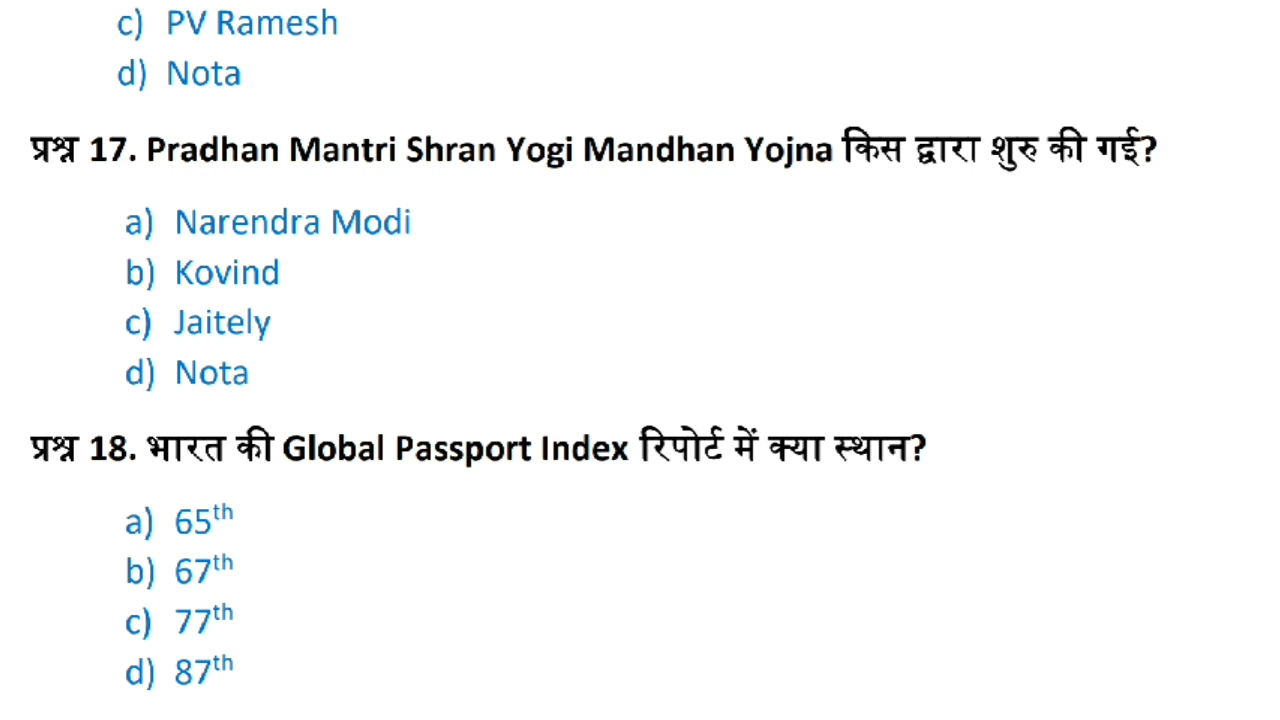 c) PV Ramesh
d) Nota
प्रश्न 17. Pradhan Mantri Shran Yogi Mandhan Yojna किस द्वारा शुरु की गई?
a) Narendra Modi
b) Kovind
c) Jaitely
d) Nota
प्रश्न 18. भारत की Global Passport Index रिपोर्ट में क्या स्थान?
a) 65th
b) 67th
c) 77th
d) 87th